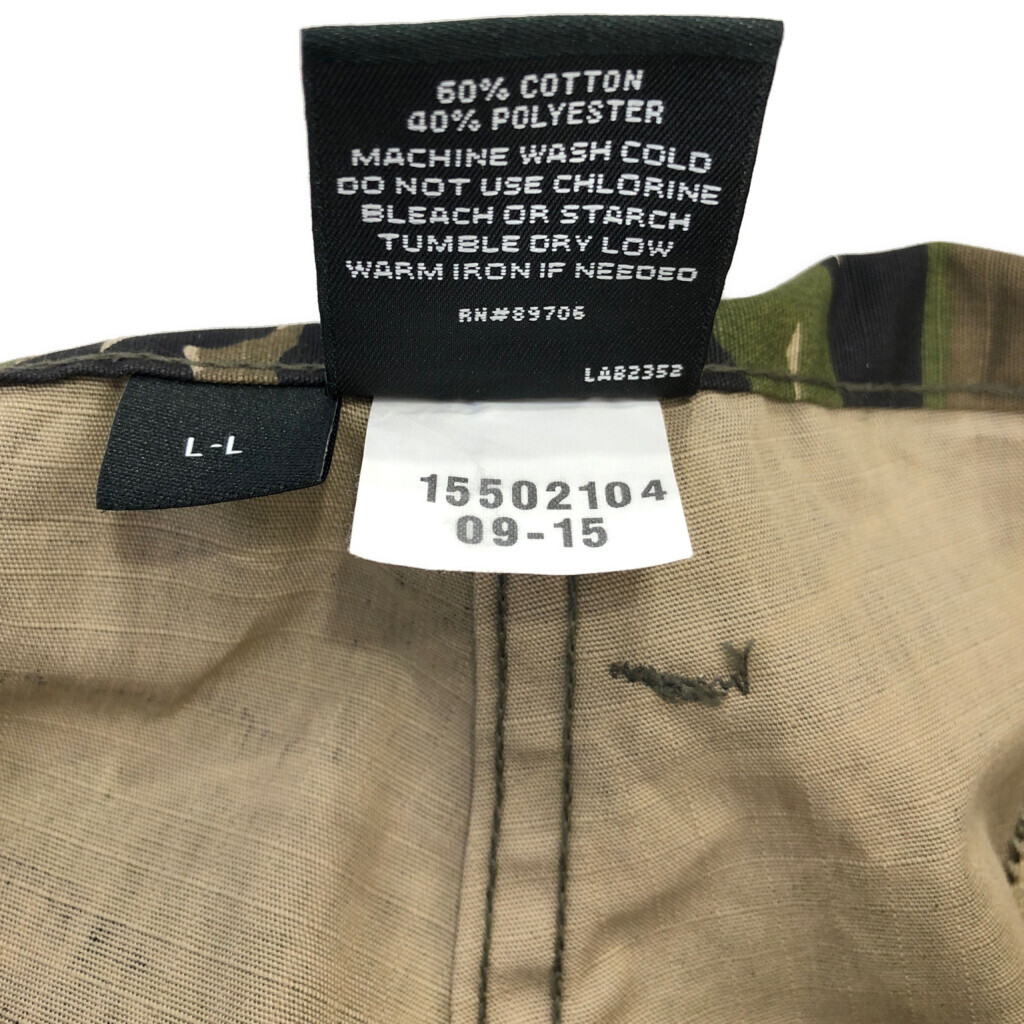 60% COTTON
40% POLYESTER
MACHINE WASH COLD
DO NOT USE CHLORINE
BLEACH OR STARCH
TUMBLE DRY LOW
WARM IRON IF NEEDED
RN#89706
LAB2352
L-L
15502104
09-15